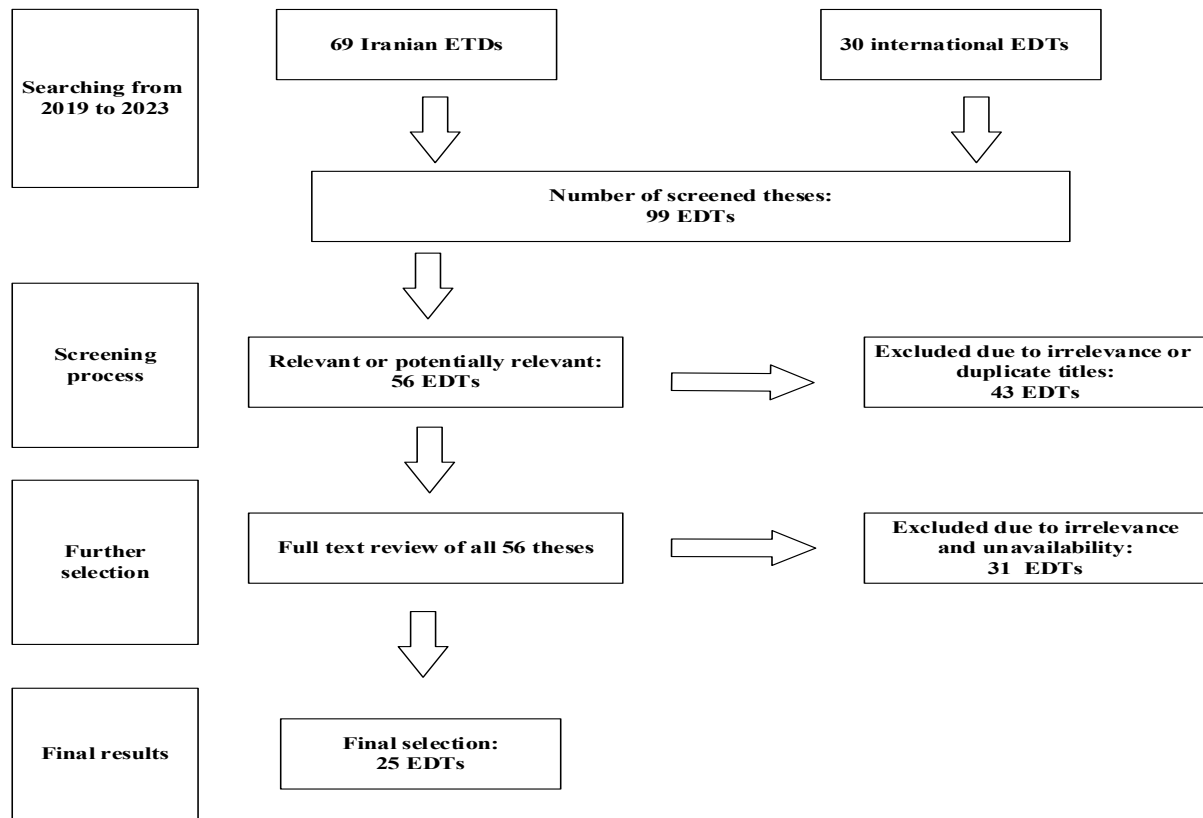 69 Iranian ETDs
30 international EDTs
Searching from
2019 to 2023
Number of screened theses:
99 EDTs
Screening
process
Relevant or potentially relevant:
56 EDTs
Excluded due to irrelevance or
duplicate titles:
43 EDTs
Further
selection
Full text review of all 56 theses
Excluded due to irrelevance
and unavailability:
31 EDTs
Final results
Final selection:
25 EDTs